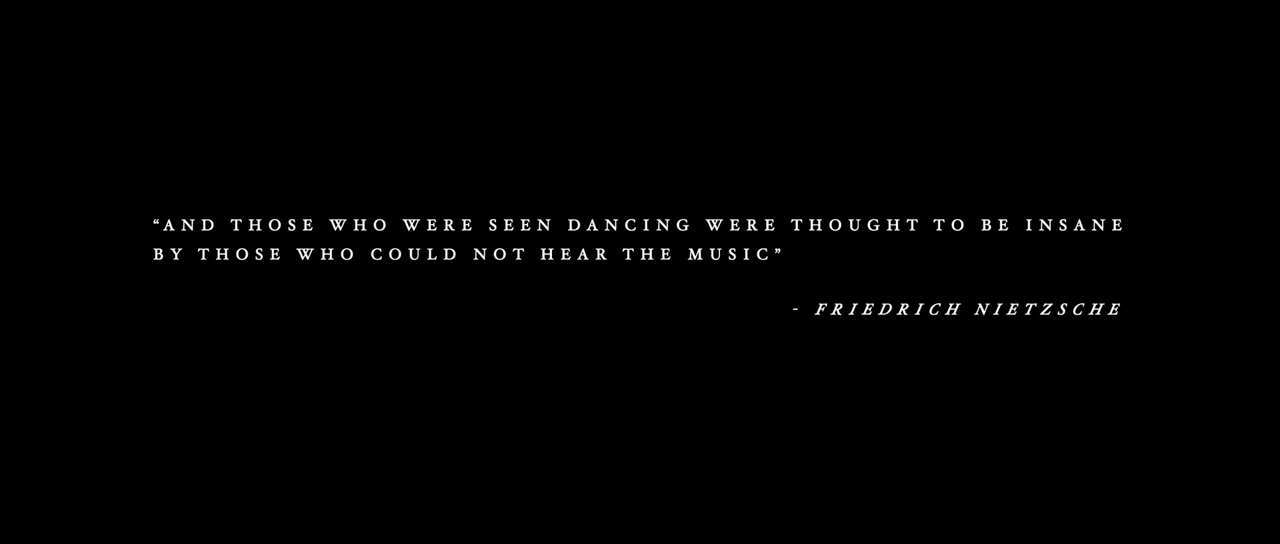 “AND THOSE WHO WERE SEEN DANCING WERE THOUGHT TO BE INSANE
BY THOSE WHO COULD NOT HEAR THE MUSIC”
- FRIEDRICH NIETZSCHE